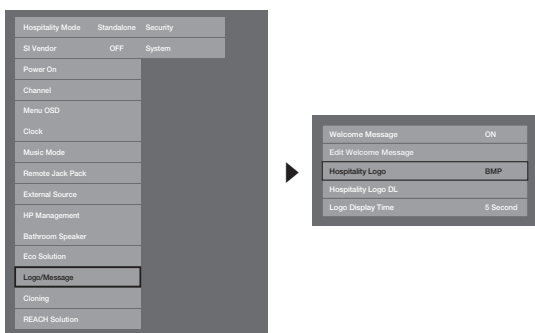 Hospitality Mode Standalone Security
SI Vendor OFF System
Power On
Channel
Menu OSD
Clock
Music Mode
Remote Jack Pack
External Source
HP Management
Bathroom Speaker
Eco Solution
Logo/Message
Cloning
REACH Solution
Welcome Message ON
Edit Welcome Message
Hospitality Logo BMP
Hospitality Logo DL
Logo Display Time 5 Second